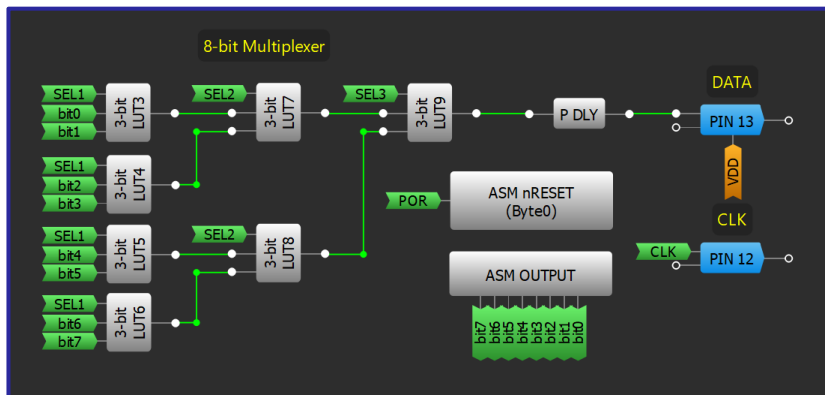 8-bit Multiplexer
SEL1
bit0
bit1
3-bit
LUT3
SEL1
bit2
bit3
3-bit
LUT4
SEL1
bit4
bit5
3-bit
LUT5
SEL1
bit6
bit7
3-bit
LUT6
SEL2
3-bit
LUT7
SEL2
3-bit
LUT8
SEL3
3-bit
LUT9
P DLY
DATA
PIN 13
VDD
POR
ASM nRESET
(Byte0)
CLK
CLK
PIN 12
ASM OUTPUT
bit7
bit6
bit5
bit4
bit3
bit2
bit1
bit0